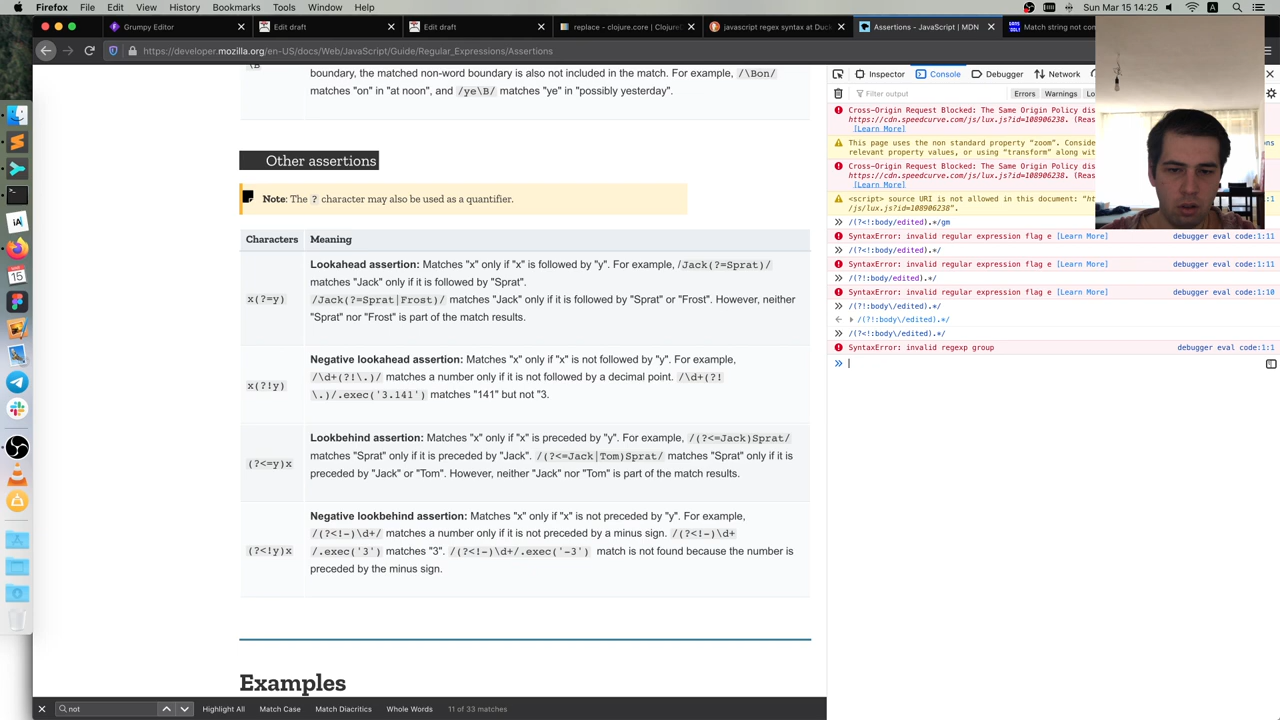 Firefox File Edit View History Bookmarks Tools Window Help
Sun 15 March 14:25
Grumpy Editor
Edit draft
Edit draft
replace - clojure.core | Clojure
javascript regex syntax at Duck
Assertions - JavaScript | MDN
Match string not con
https://developer.mozilla.org/en-US/docs/Web/JavaScript/Guide/Regular_Expressions/Assertions
\B
boundary, the matched non-word boundary is also not included in the match. For example, /\Bon/
matches "on" in "at noon", and /ye\B/ matches "ye" in "possibly yesterday".
Other assertions
Note: The ? character may also be used as a quantifier.
Characters Meaning
x(?=y)
Lookahead assertion: Matches "x" only if "x" is followed by "y". For example, /Jack(?=Sprat)/
matches "Jack" only if it is followed by "Sprat".
/Jack(?=Sprat|Frost)/ matches "Jack" only if it is followed by "Sprat" or "Frost". However, neither
"Sprat" nor "Frost" is part of the match results.
x(?!y)
Negative lookahead assertion: Matches "x" only if "x" is not followed by "y". For example,
/\d+(?!\.)/ matches a number only if it is not followed by a decimal point. /\d+(?!
\.)/.exec('3.141') matches "141" but not "3.
(?<=y)x
Lookbehind assertion: Matches "x" only if "x" is preceded by "y". For example, /(?<=Jack)Sprat/
matches "Sprat" only if it is preceded by "Jack". /(?<=Jack|Tom)Sprat/ matches "Sprat" only if it is
preceded by "Jack" or "Tom". However, neither "Jack" nor "Tom" is part of the match results.
(?<!y)x
Negative lookbehind assertion: Matches "x" only if "x" is not preceded by "y". For example,
/(?<!-)\d+/ matches a number only if it is not preceded by a minus sign. /(?<!-)\d+
/.exec('3') matches "3". /(?<!-)\d+/.exec('-3') match is not found because the number is
preceded by the minus sign.
Examples
not
Highlight All Match Case Match Diacritics Whole Words 11 of 33 matches
Inspector Console Debugger Network
Filter output Errors Warnings Lo
Cross-Origin Request Blocked: The Same Origin Policy dis
https://cdn.speedcurve.com/js/lux.js?id=108906238. (Reas
[Learn More]
This page uses the non standard property "zoom". Conside
relevant property values, or using "transform" along wit
Cross-Origin Request Blocked: The Same Origin Policy dis
https://cdn.speedcurve.com/js/lux.js?id=108906238. (Reas
[Learn More]
<script> source URI is not allowed in this document: "ht
/js/lux.js?id=108906238".
/(?<!:body/edited).*/gm
SyntaxError: invalid regular expression flag e [Learn More] debugger eval code:1:11
/(?<!:body/edited).*/
SyntaxError: invalid regular expression flag e [Learn More] debugger eval code:1:11
/(?!:body/edited).*/
SyntaxError: invalid regular expression flag e [Learn More] debugger eval code:1:10
/(?!:body\/edited).*/
/(?!:body\/edited).*/
/(?<!:body\/edited).*/
SyntaxError: invalid regexp group debugger eval code:1:1
iA
15